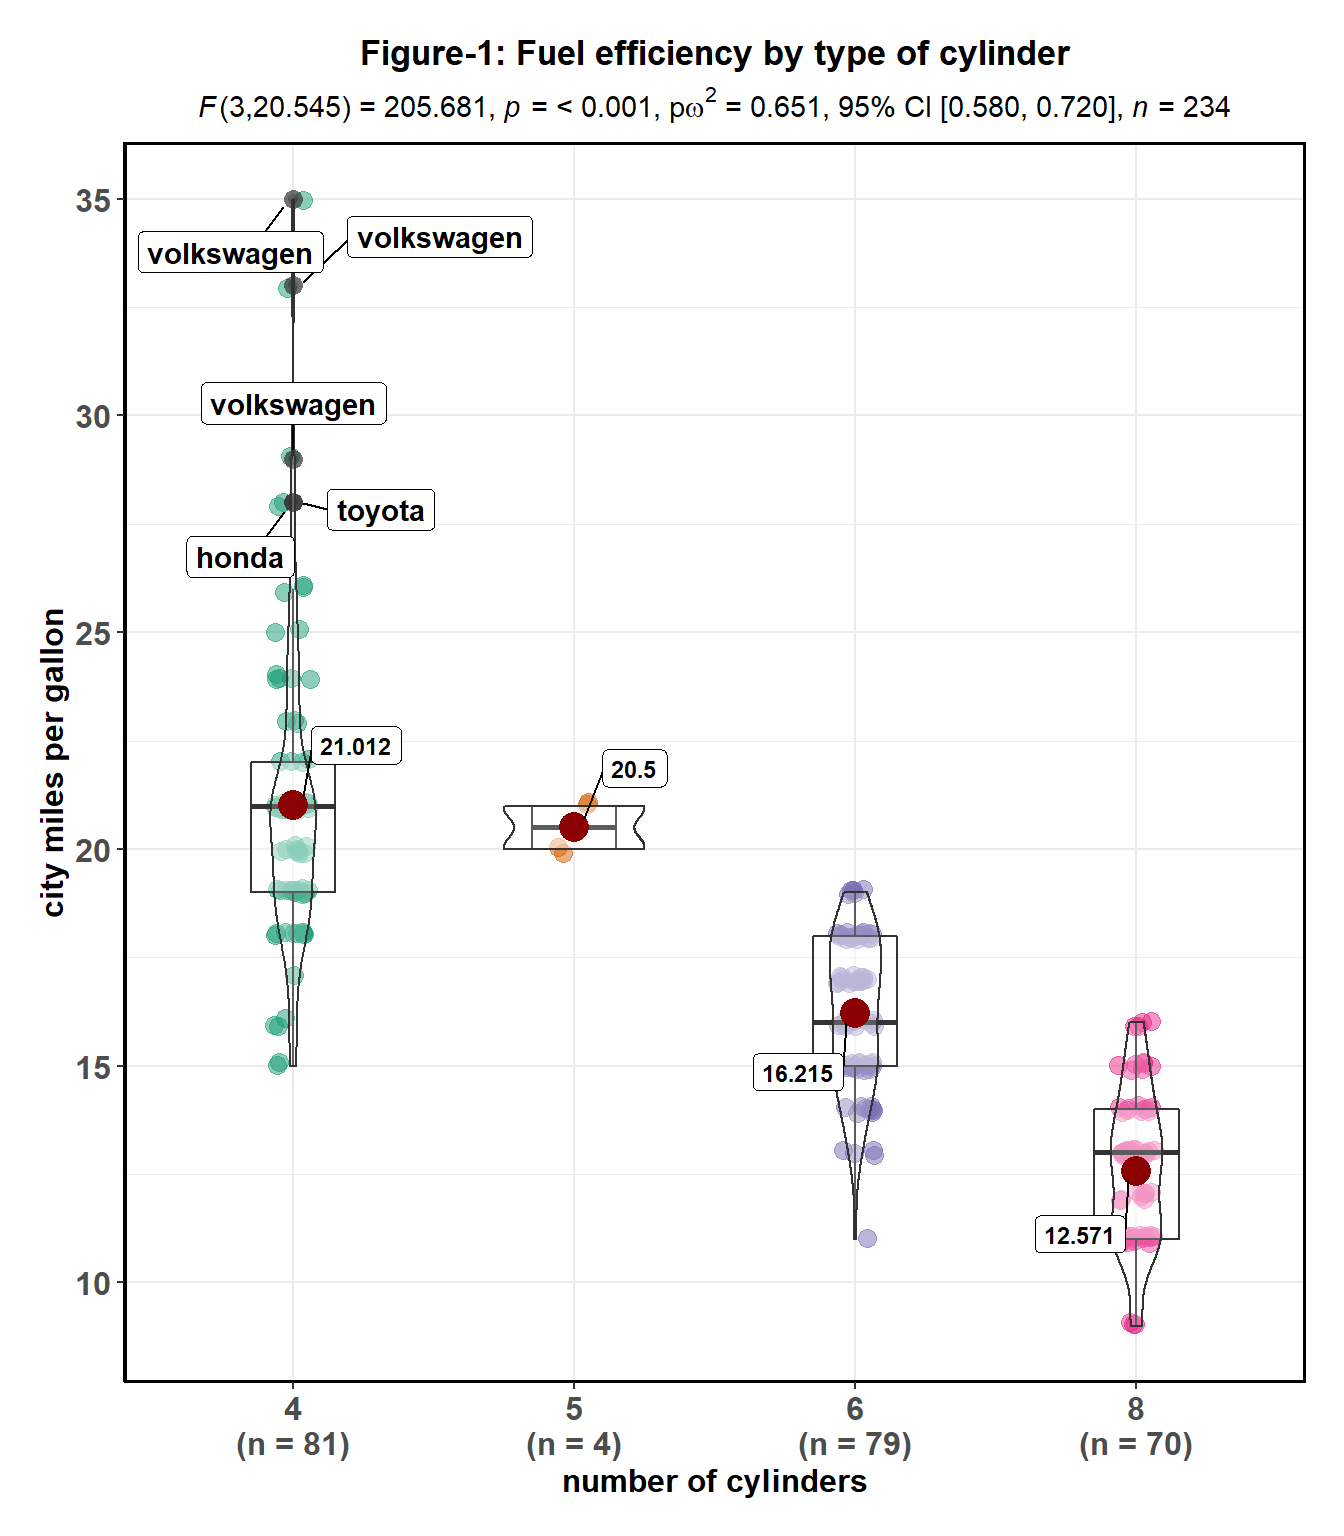 Figure-1: Fuel efficiency by type of cylinder
F(3,20.545) = 205.681, p = < 0.001, pω² = 0.651, 95% CI [0.580, 0.720], n = 234
35
volkswagen
volkswagen
volkswagen
30
toyota
honda
25
city miles per gallon
21.012
20.5
20
16.215
15
12.571
10
4
5
6
8
(n = 81)
(n = 4)
(n = 79)
(n = 70)
number of cylinders